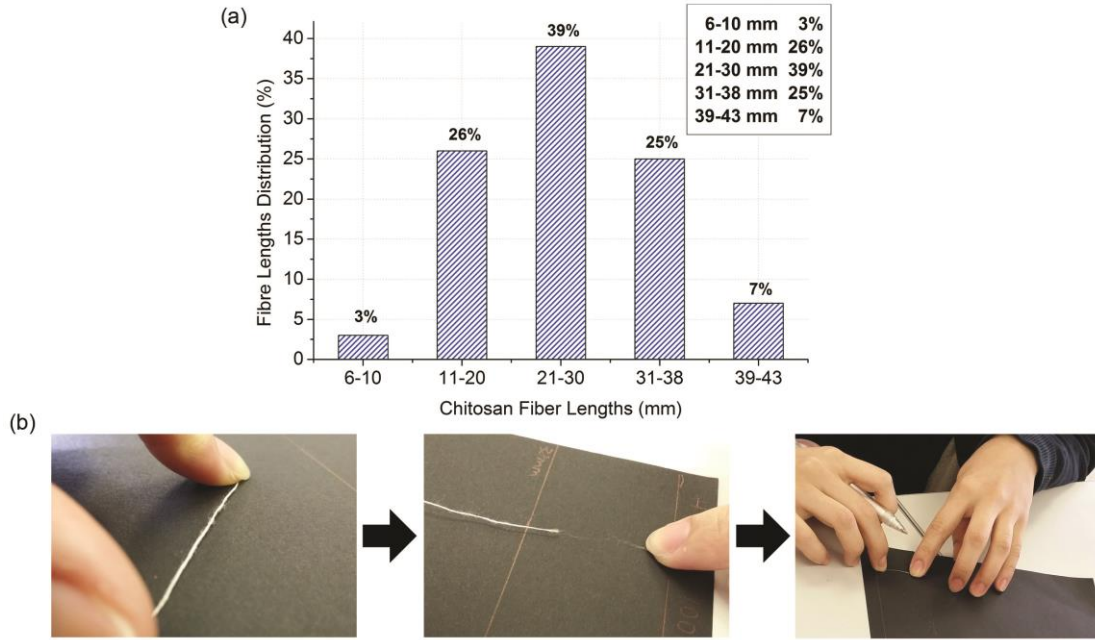 (a)
Fibre Lengths Distribution (%)
40
35
30
25
20
15
10
5
0
3%
26%
39%
25%
7%
6-10 mm 3%
11-20 mm 26%
21-30 mm 39%
31-38 mm 25%
39-43 mm 7%
6-10
11-20
21-30
31-38
39-43
Chitosan Fiber Lengths (mm)
(b)